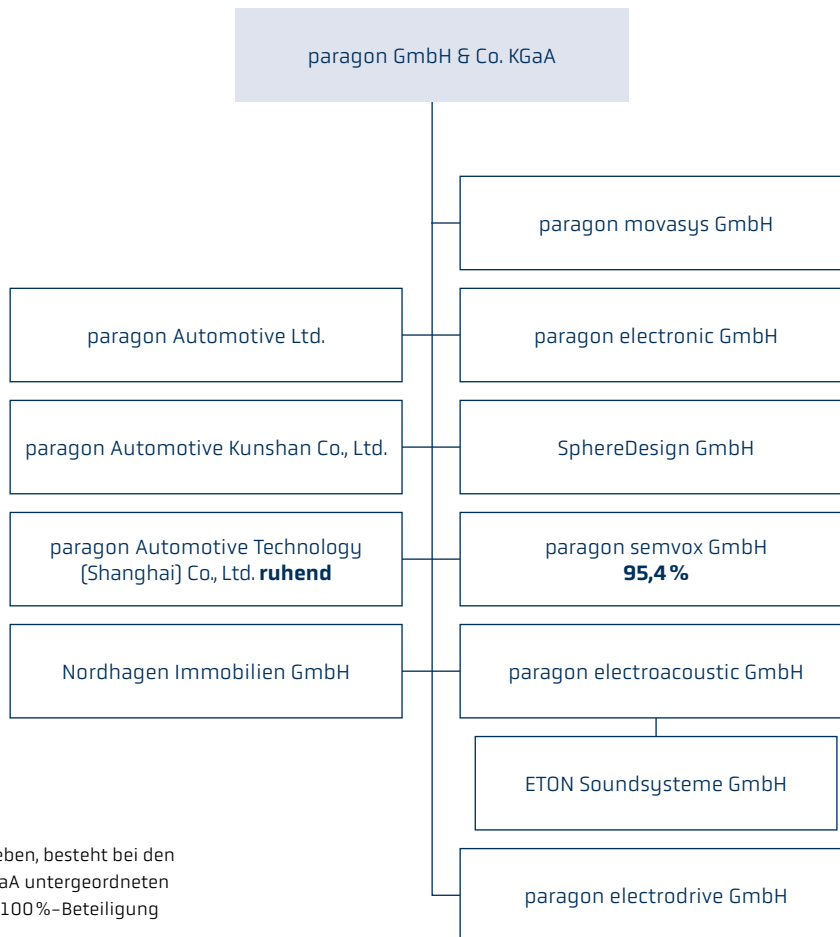 paragon GmbH & Co. KGaA
paragon movasys GmbH
paragon Automotive Ltd.
paragon electronic GmbH
paragon Automotive Kunshan Co., Ltd.
SphereDesign GmbH
paragon Automotive Technology
(Shanghai) Co., Ltd. ruhend
paragon semvox GmbH
95,4 %
Nordhagen Immobilien GmbH
paragon electroacoustic GmbH
ETON Soundsysteme GmbH
eben, besteht bei den
aA untergeordneten
100 %-Beteiligung
paragon electrodrive GmbH